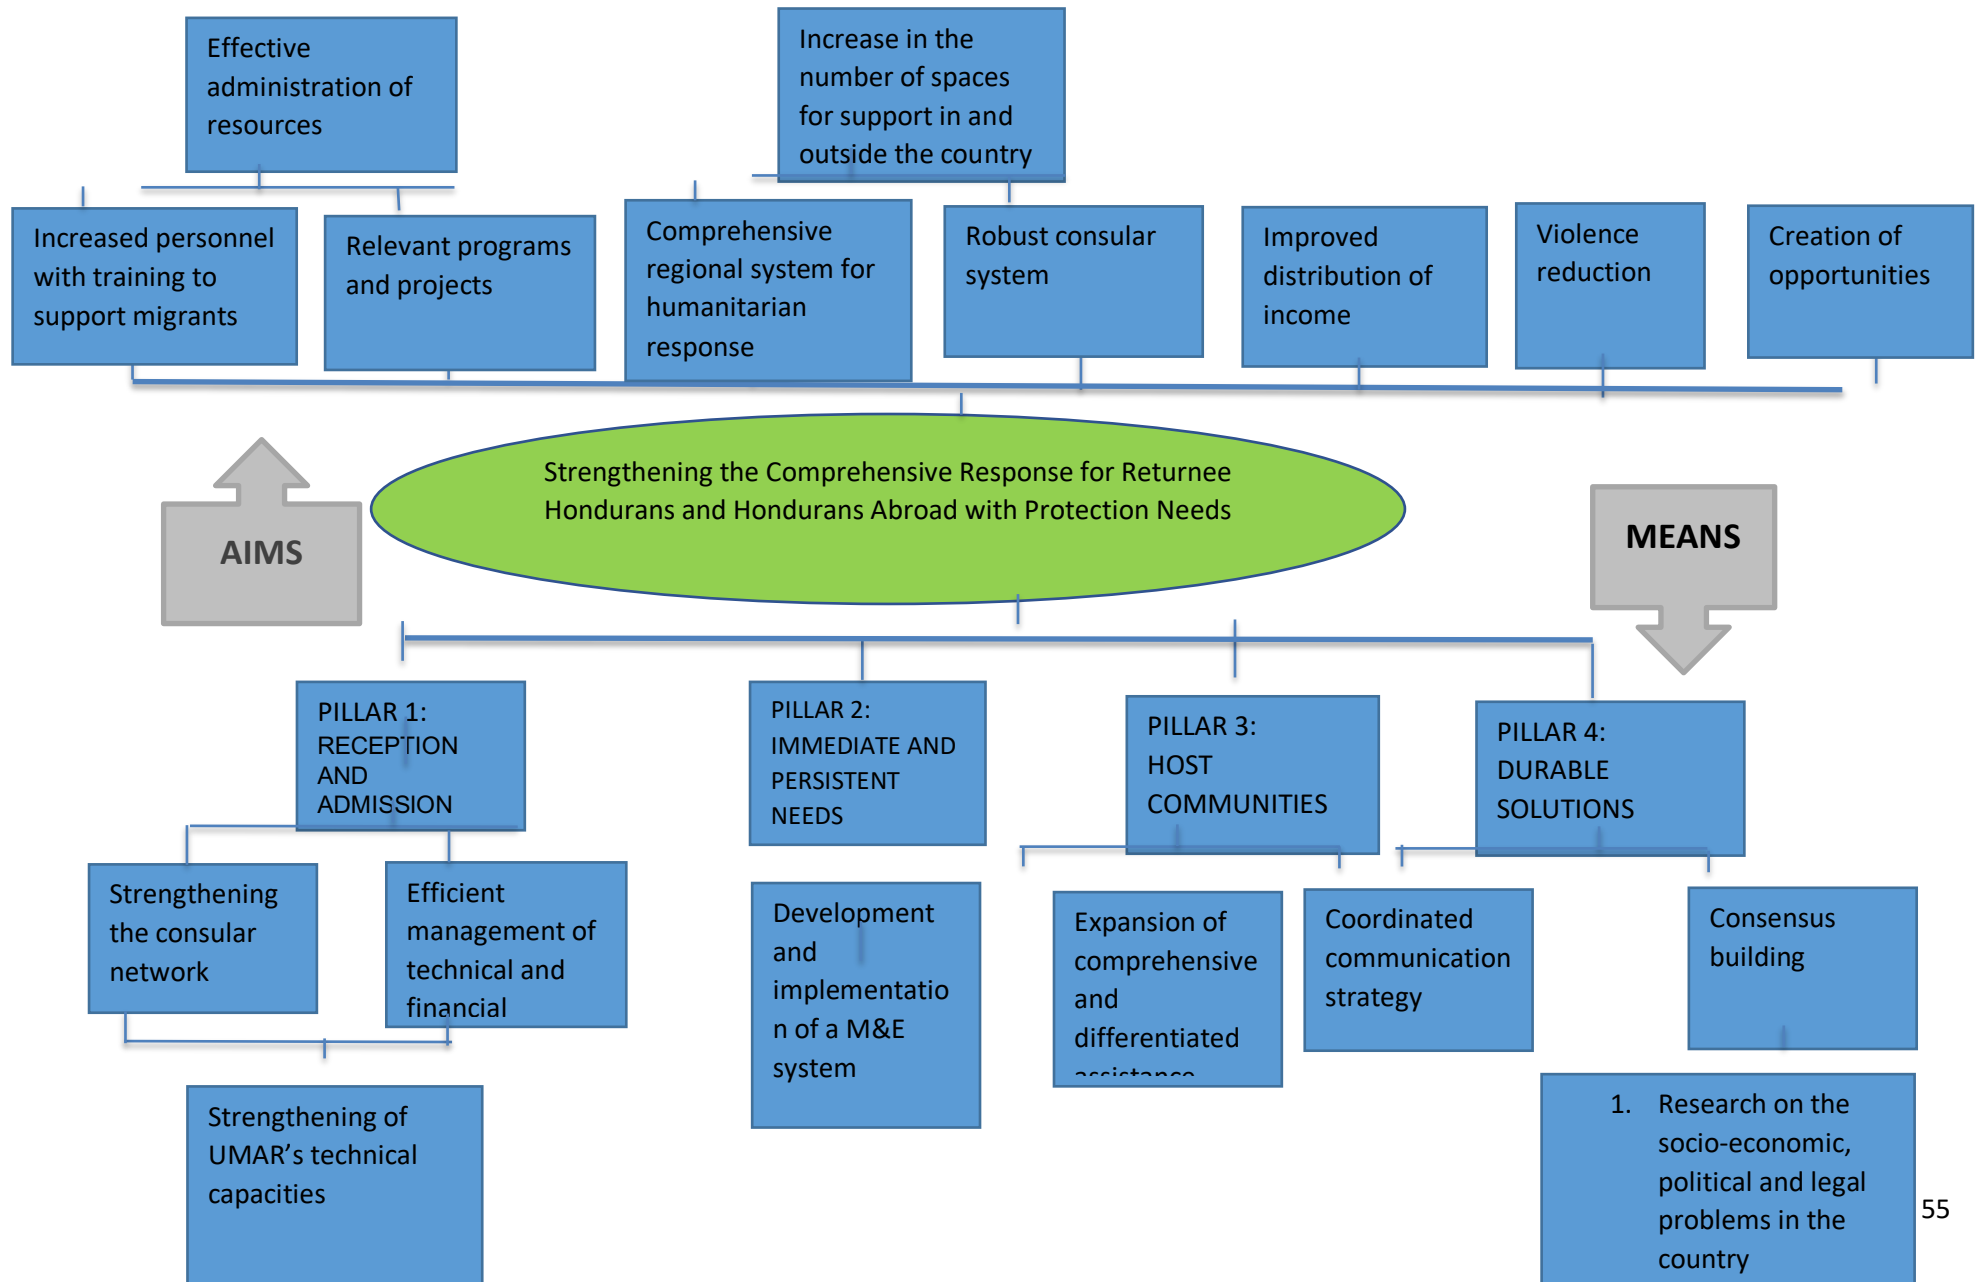 Effective
administration of
resources
Increase in the
number of spaces
for support in and
outside the country
Increased personnel
with training to
support migrants
Relevant programs
and projects
Comprehensive
regional system for
humanitarian
response
Robust consular
system
Improved
distribution of
income
Violence
reduction
Creation of
opportunities
Strengthening the Comprehensive Response for Returnee
Hondurans and Hondurans Abroad with Protection Needs
AIMS
MEANS
PILLAR 1:
RECEPTION
AND
ADMISSION
PILLAR 2:
IMMEDIATE AND
PERSISTENT
NEEDS
PILLAR 3:
HOST
COMMUNITIES
PILLAR 4:
DURABLE
SOLUTIONS
Strengthening
the consular
network
Efficient
management of
technical and
financial
Development
and
implementatio
n of a M&E
system
Expansion of
comprehensive
and
differentiated
assistance
Coordinated
communication
strategy
Consensus
building
Strengthening of
UMAR’s technical
capacities
1. Research on the
socio-economic,
political and legal
problems in the
country
55